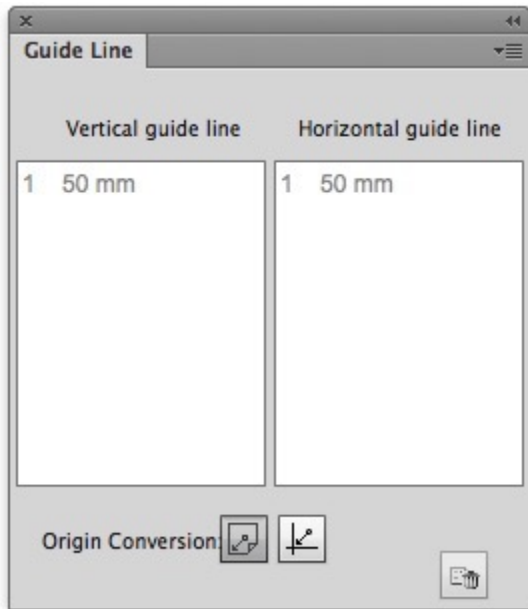 Guide Line
Vertical guide line Horizontal guide line
1 50 mm 1 50 mm
Origin Conversion: